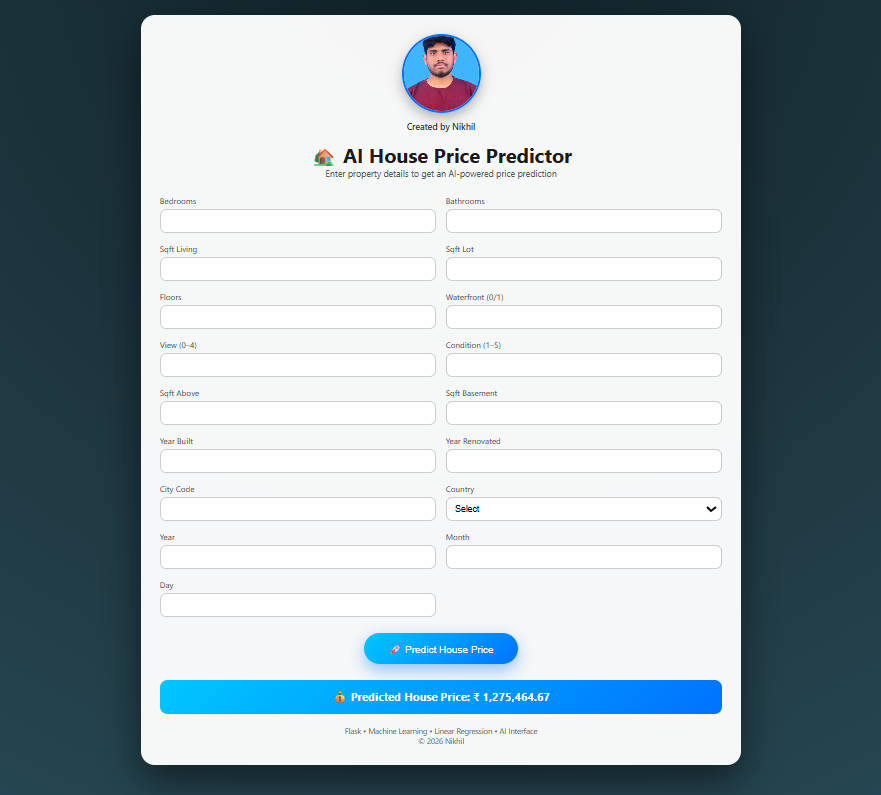 Created by Nikhil
AI House Price Predictor
Enter property details to get an AI-powered price prediction
Bedrooms
Bathrooms
Sqft Living
Sqft Lot
Floors
Waterfront (0/1)
View (0–4)
Condition (1–5)
Sqft Above
Sqft Basement
Year Built
Year Renovated
City Code
Country
Select
Year
Month
Day
Predict House Price
Predicted House Price: ₹ 1,275,464.67
Flask • Machine Learning • Linear Regression • AI Interface
© 2026 Nikhil